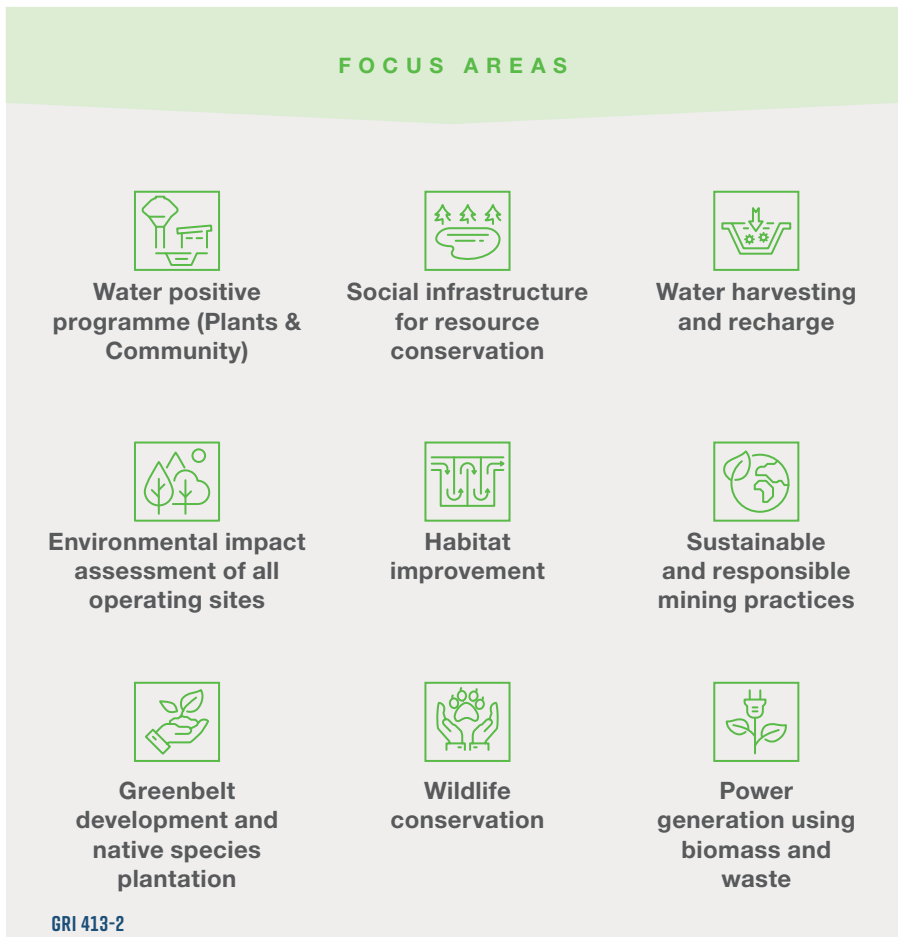 FOCUS AREAS
Water positive
programme (Plants &
Community)
Social infrastructure
for resource
conservation
Water harvesting
and recharge
Environmental impact
assessment of all
operating sites
Habitat
improvement
Sustainable
and responsible
mining practices
Greenbelt
development and
native species
plantation
Wildlife
conservation
Power
generation using
biomass and
waste
GRI 413-2